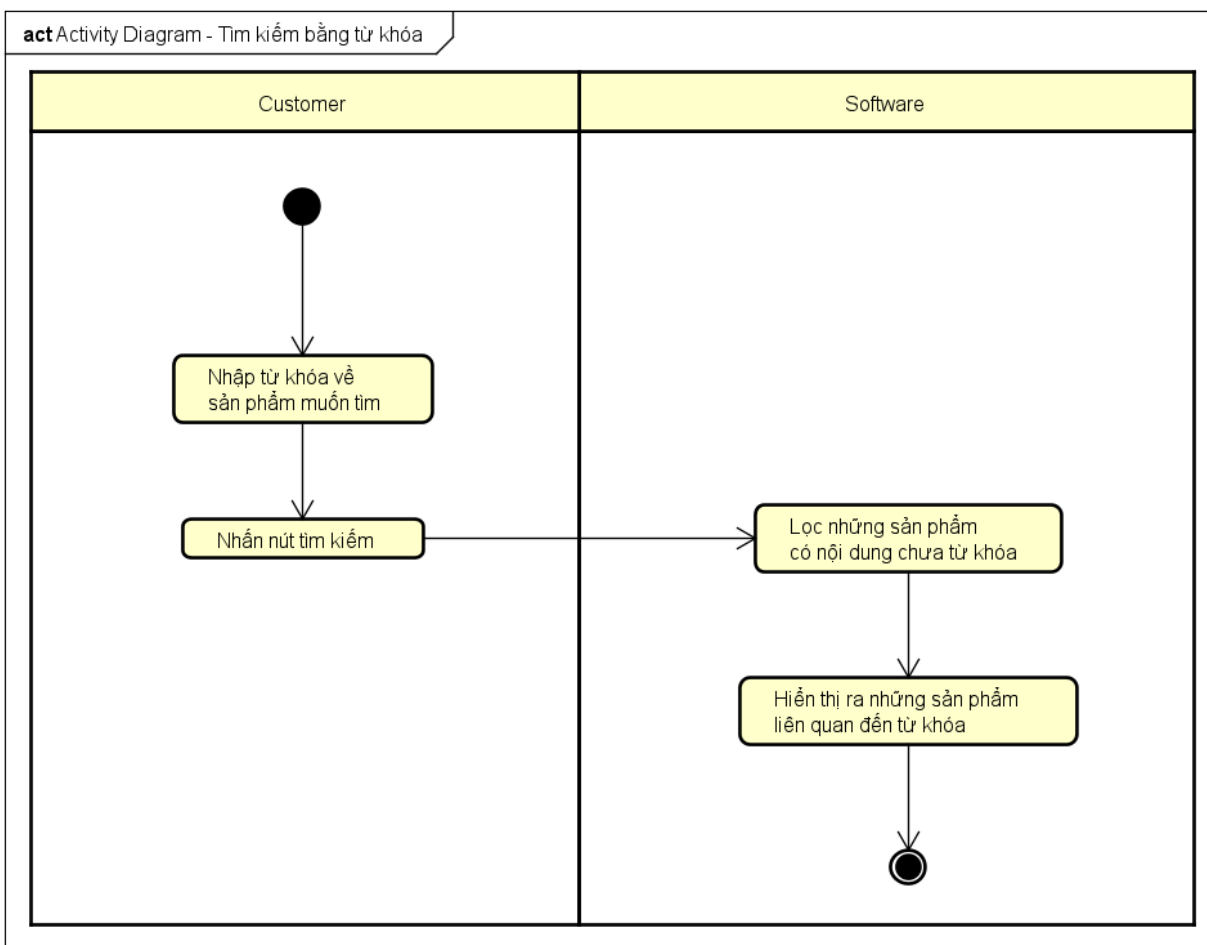 act Activity Diagram - Tìm kiếm bằng từ khóa
Customer
Software
Nhập từ khóa về
sản phẩm muốn tìm
Nhấn nút tìm kiếm
Lọc những sản phẩm
có nội dung chưa từ khóa
Hiển thị ra những sản phẩm
liên quan đến từ khóa